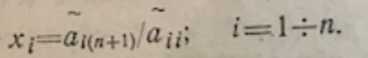 x_i=ã_{i(n+1)}/ã_{ii}; i=1÷n.